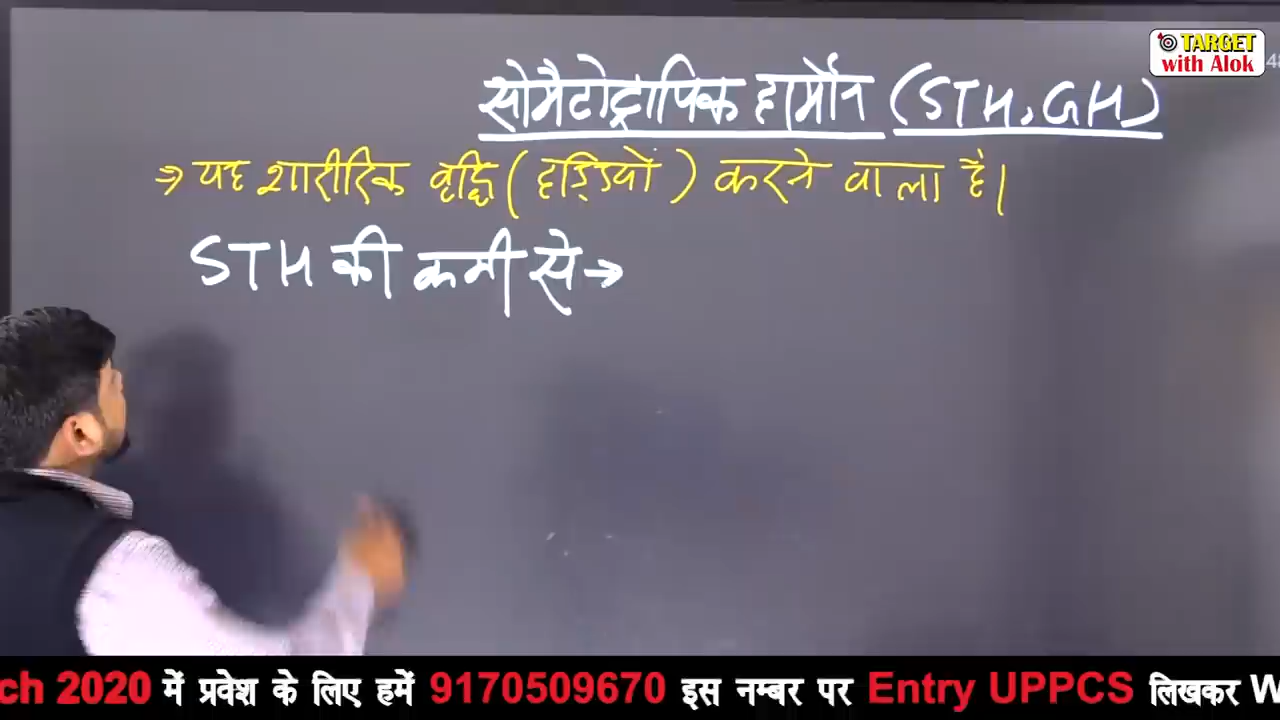 TARGET
with Alok
सोमैटोट्रापिक हार्मोन (STH, GH)
⇒ यह शारीरिक वृद्धि (हड्डियों) करने वाला है।
STH की कमी से →
ch 2020 में प्रवेश के लिए हमें 9170509670 इस नम्बर पर Entry UPPCS लिखकर W